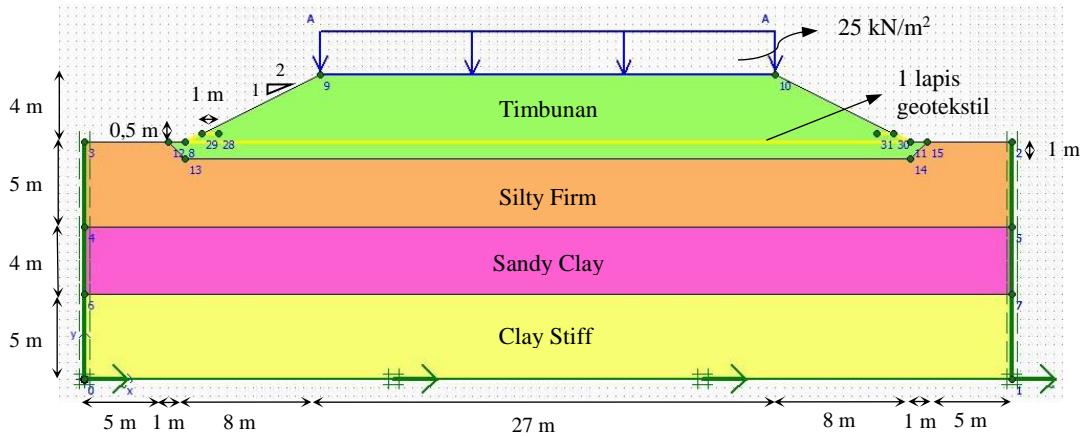 A
A
25 kN/m²
2
1
9
10
4 m
1 m
Timbunan
1 lapis
geotekstil
0,5 m
3
12 8
29 28
31 30
11 15
2
1 m
13
14
5 m
Silty Firm
4
5
4 m
Sandy Clay
6
7
5 m
Clay Stiff
y
0
x
1
5 m 1 m 8 m 27 m 8 m 1 m 5 m